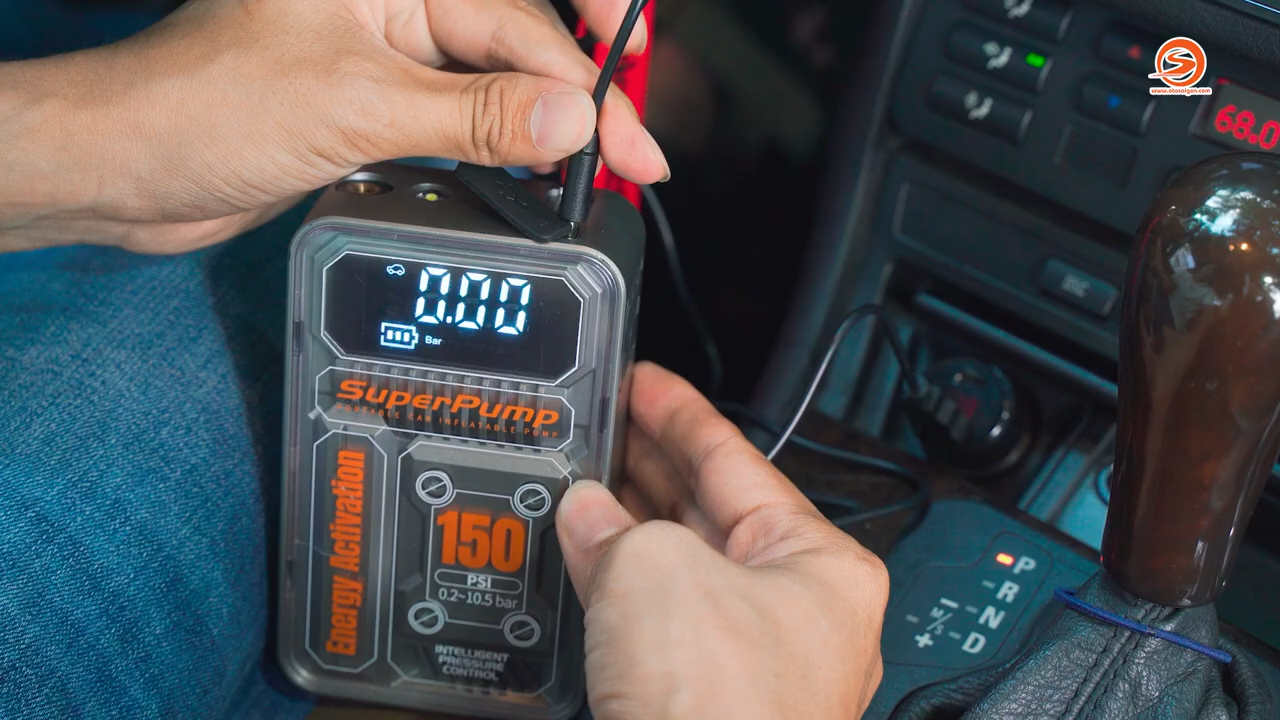 www.otosaigon.com
68.0
0.00
Bar
SuperPump
PORTABLE CAR INFLATABLE PUMP
Energy Activation
150
PSI
0.2~10.5 bar
INTELLIGENT
PRESSURE
CONTROL
P
R
N
D
M/S
+